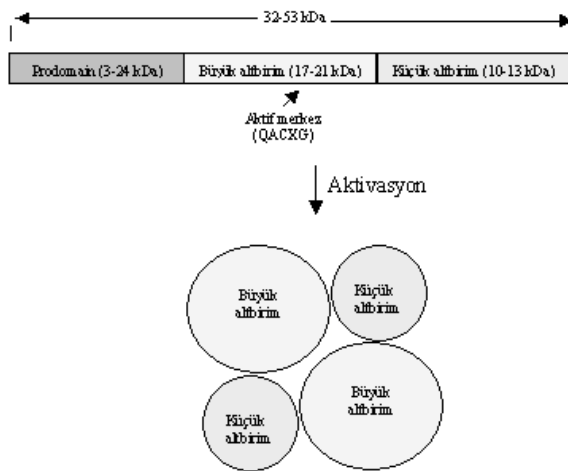 32-53 kDa
Prodomain (3-24 kDa) Büyük altbirim (17-21 kDa) Küçük altbirim (10-13 kDa)
Aktif merkez
(QACXG)
Aktivasyon
Büyük
altbirim
Küçük
altbirim
Küçük
altbirim
Büyük
altbirim